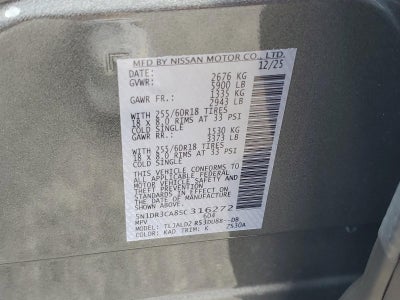 MFD BY NISSAN MOTOR CO., LTD.
DATE: 12/25
GVWR: 2676 KG
5900 LB
GAWR FR.: 1335 KG
2943 LB
WITH 255/60R18 TIRES
18 x 8.0 RIMS AT 33 PSI
COLD SINGLE
GAWR RR.: 1530 KG
3373 LB
WITH 255/60R18 TIRES
18 x 8.0 RIMS AT 33 PSI
COLD SINGLE
THIS VEHICLE CONFORMS TO
ALL APPLICABLE FEDERAL
MOTOR VEHICLE SAFETY AND
THEFT PREVENTION
STANDARDS IN EFFECT ON
THE DATE OF MANUFACTURE
5N1DR3CA8SC316272
MPV 604
MODEL:
COLOR: KAD TRIM: K